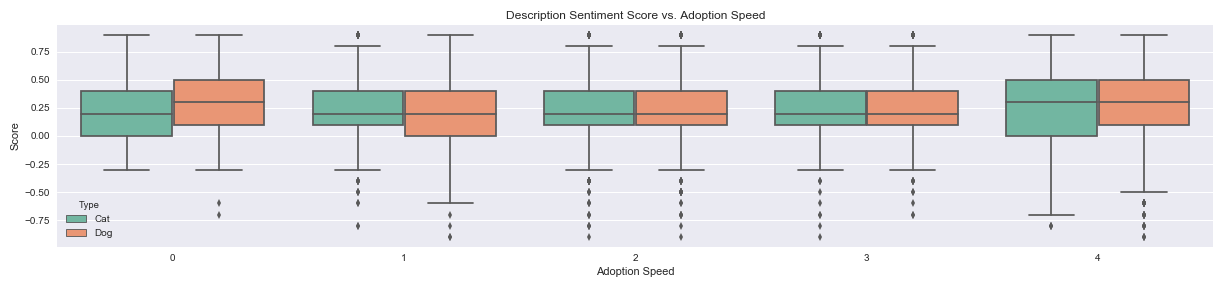 Description Sentiment Score vs. Adoption Speed
Score
0.75
0.50
0.25
0.00
−0.25
−0.50
−0.75
Type
Cat
Dog
0 1 2 3 4
Adoption Speed